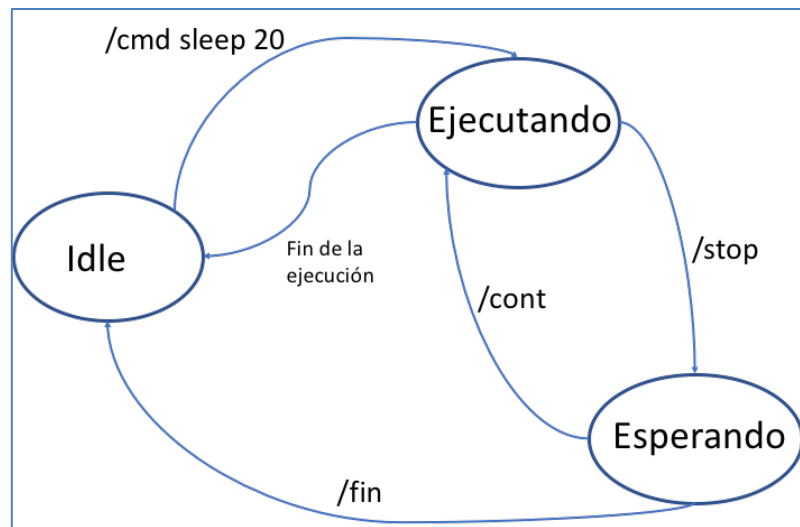 /cmd sleep 20
Ejecutando
Idle
Fin de la
ejecución
/stop
/cont
Esperando
/fin